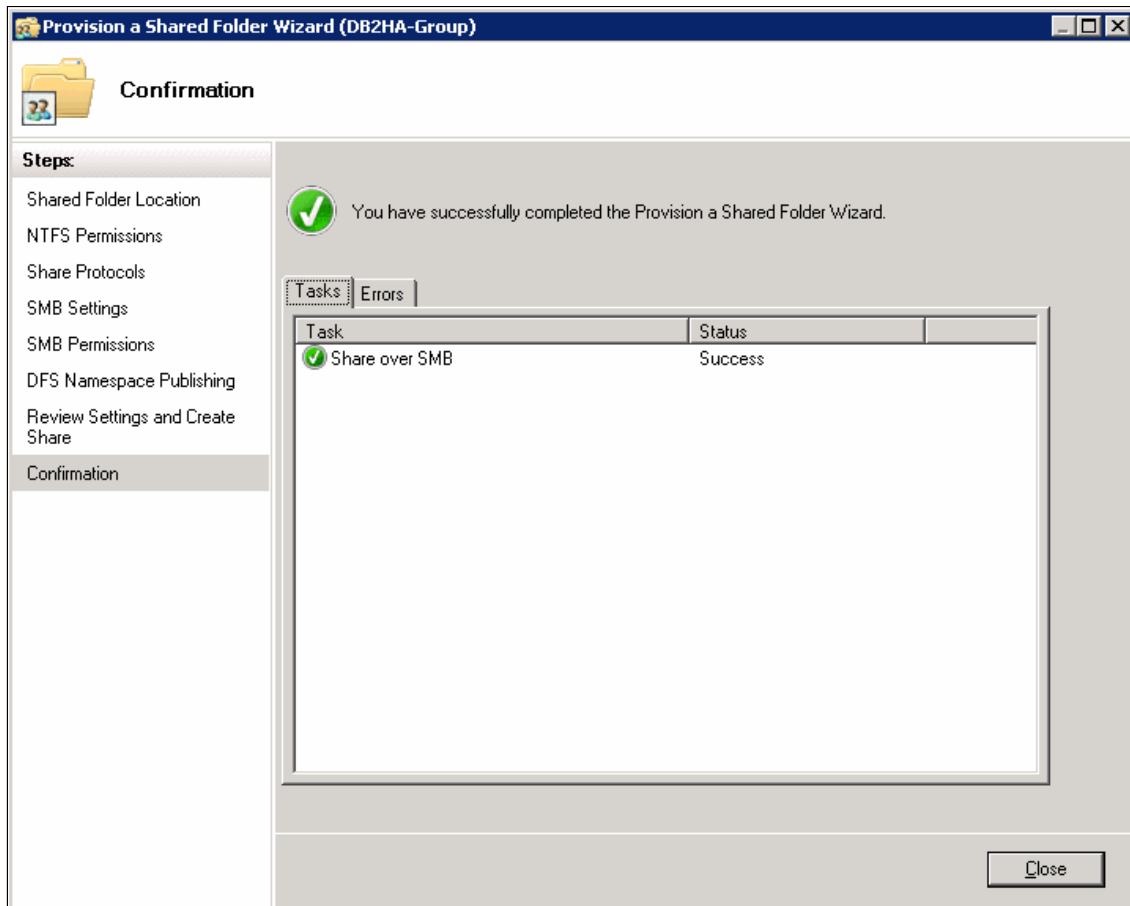 Provision a Shared Folder Wizard (DB2HA-Group)
Confirmation
Steps:
Shared Folder Location
NTFS Permissions
Share Protocols
SMB Settings
SMB Permissions
DFS Namespace Publishing
Review Settings and Create
Share
Confirmation
You have successfully completed the Provision a Shared Folder Wizard.
Tasks Errors
Task Status
Share over SMB Success
Close